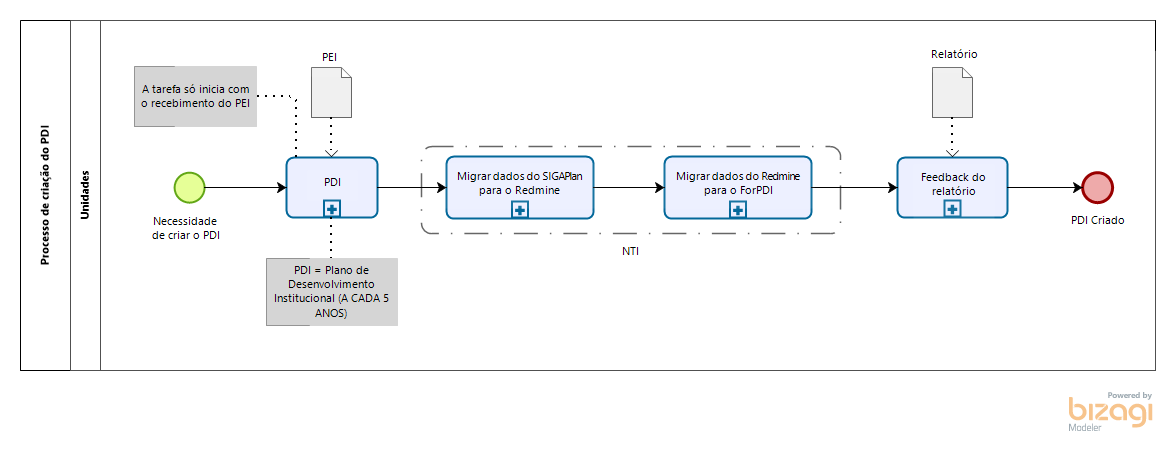 Processo de criação do PDI
Unidades
A tarefa só inicia com
o recebimento do PEI
PEI
Relatório
Necessidade
de criar o PDI
PDI
PDI = Plano de
Desenvolvimento
Institucional (A CADA 5
ANOS)
Migrar dados do SIGAPlan
para o Redmine
Migrar dados do Redmine
para o ForPDI
NTI
Feedback do
relatório
PDI Criado
Powered by
bizagi
Modeler